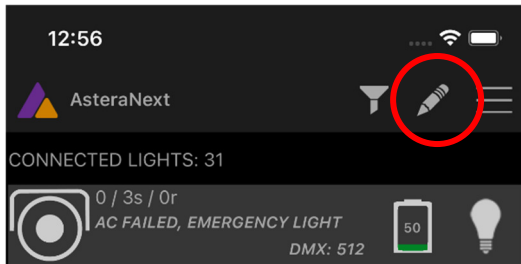 12:56
AsteraNext
CONNECTED LIGHTS: 31
0 / 3s / 0r
AC FAILED, EMERGENCY LIGHT
50
DMX: 512